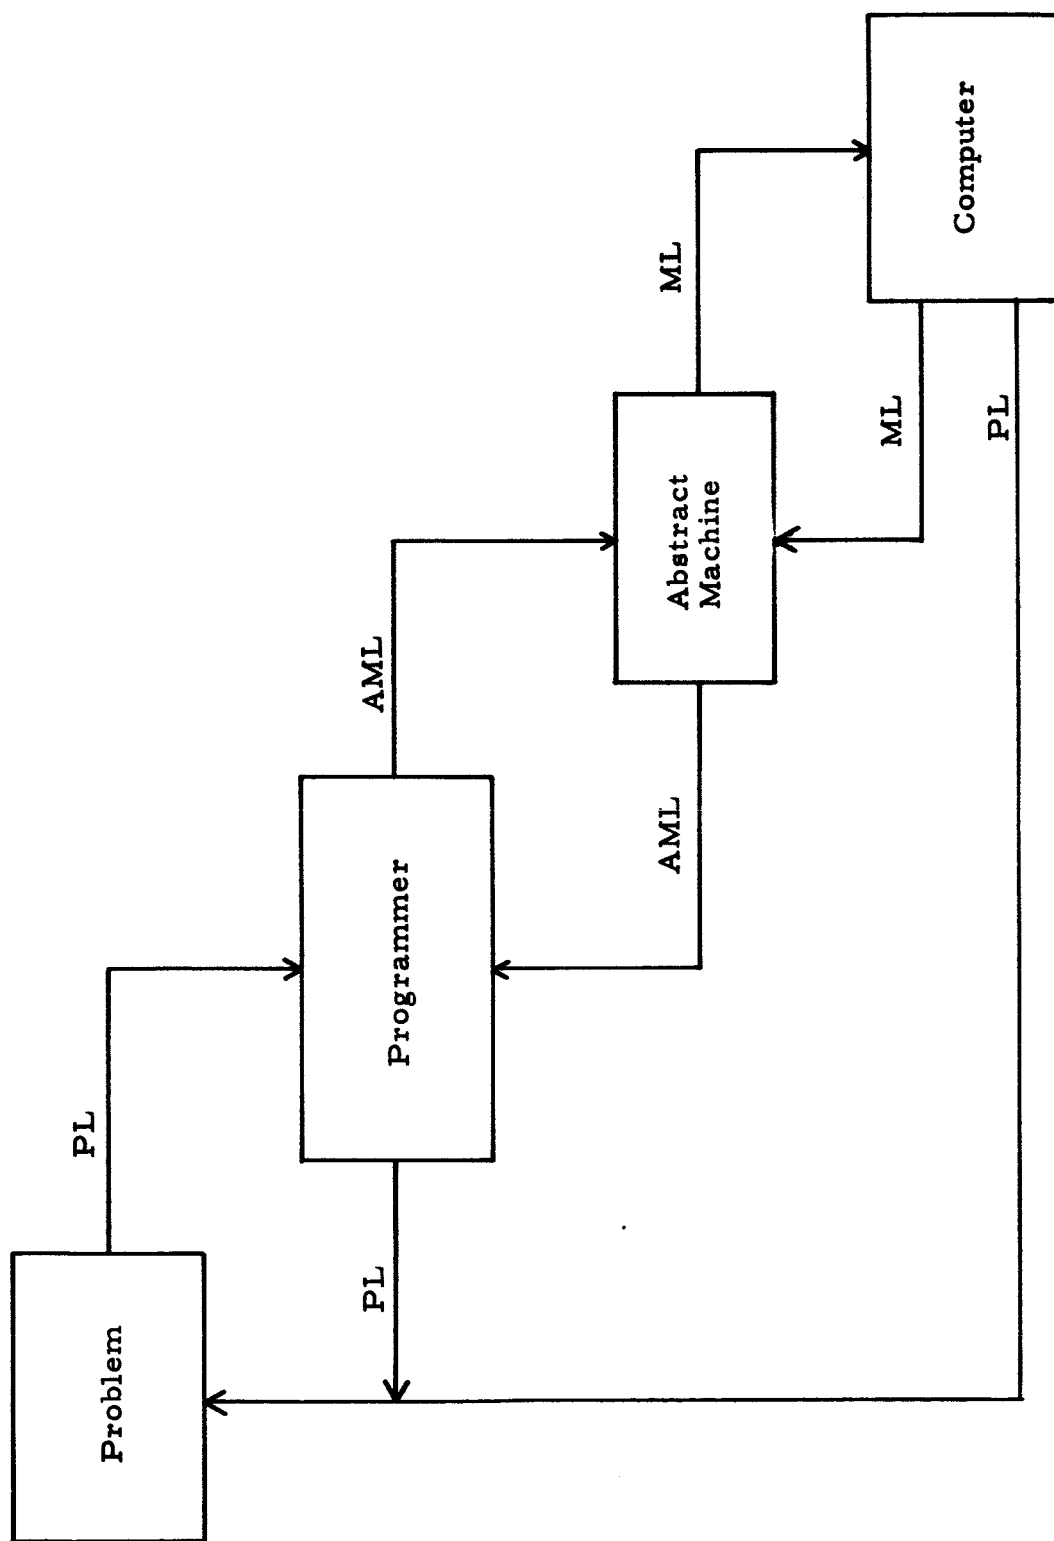 Problem
PL
PL
Programmer
AML
AML
Abstract
Machine
ML
ML
PL
Computer